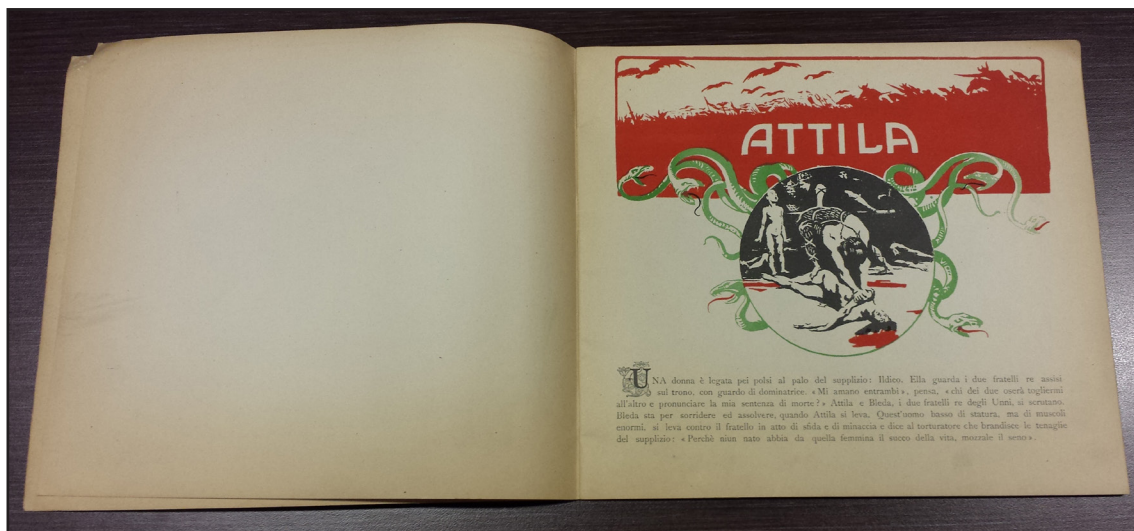 ATTILA
UNA donna è legata pei polsi al palo del supplizio: Ildico. Ella guarda i due fratelli re assisi
sul trono, con guardo di dominatrice. «Mi amano entrambi», pensa, «chi dei due oserà togliermi
all'altro e pronunciare la mia sentenza di morte?» Attila e Bleda, i due fratelli re degli Unni, si scrutano.
Bleda sta per sorridere ed assolvere, quando Attila si leva. Quest'uomo basso di statura, ma di muscoli
enormi, si leva contro il fratello in atto di sfida e di minaccia e dice al torturatore che brandisce le tenaglie
del supplizio: «Perchè niun nato abbia da quella femmina il succo della vita, mozzale il seno».